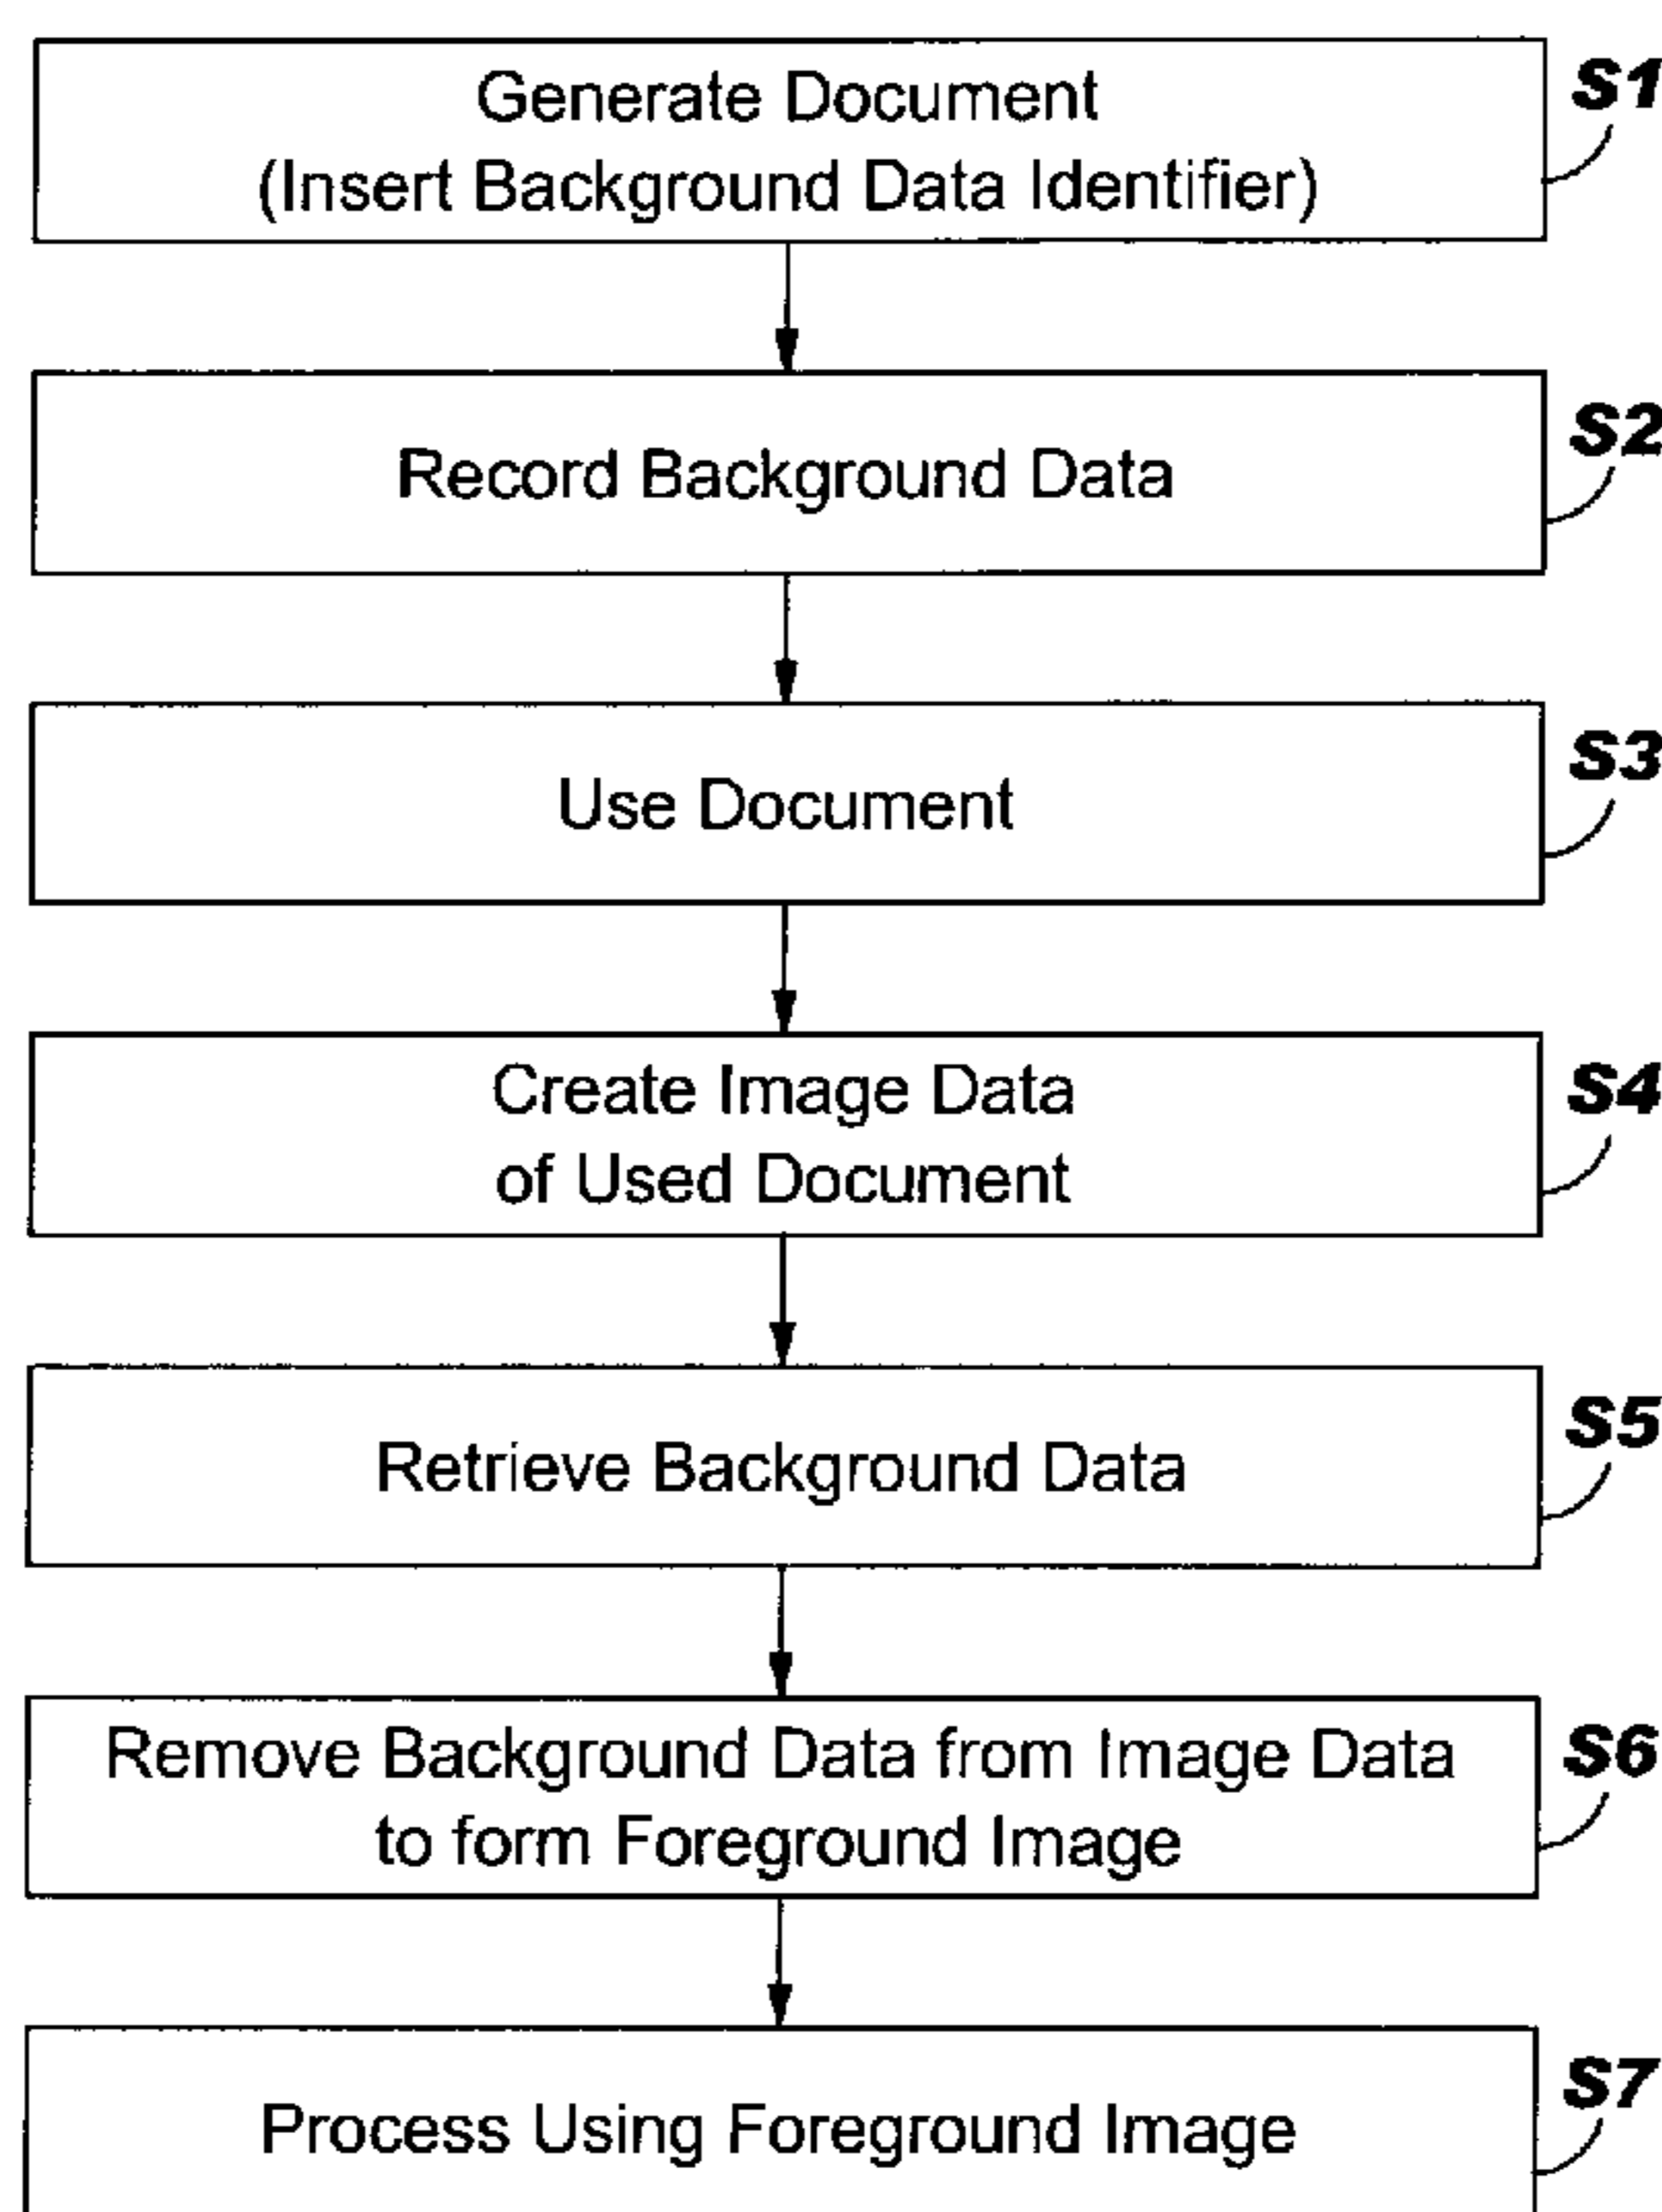 Generate Document
(Insert Background Data Identifier)
S1
Record Background Data
S2
Use Document
S3
Create Image Data
of Used Document
S4
Retrieve Background Data
S5
Remove Background Data from Image Data
to form Foreground Image
S6
Process Using Foreground Image
S7